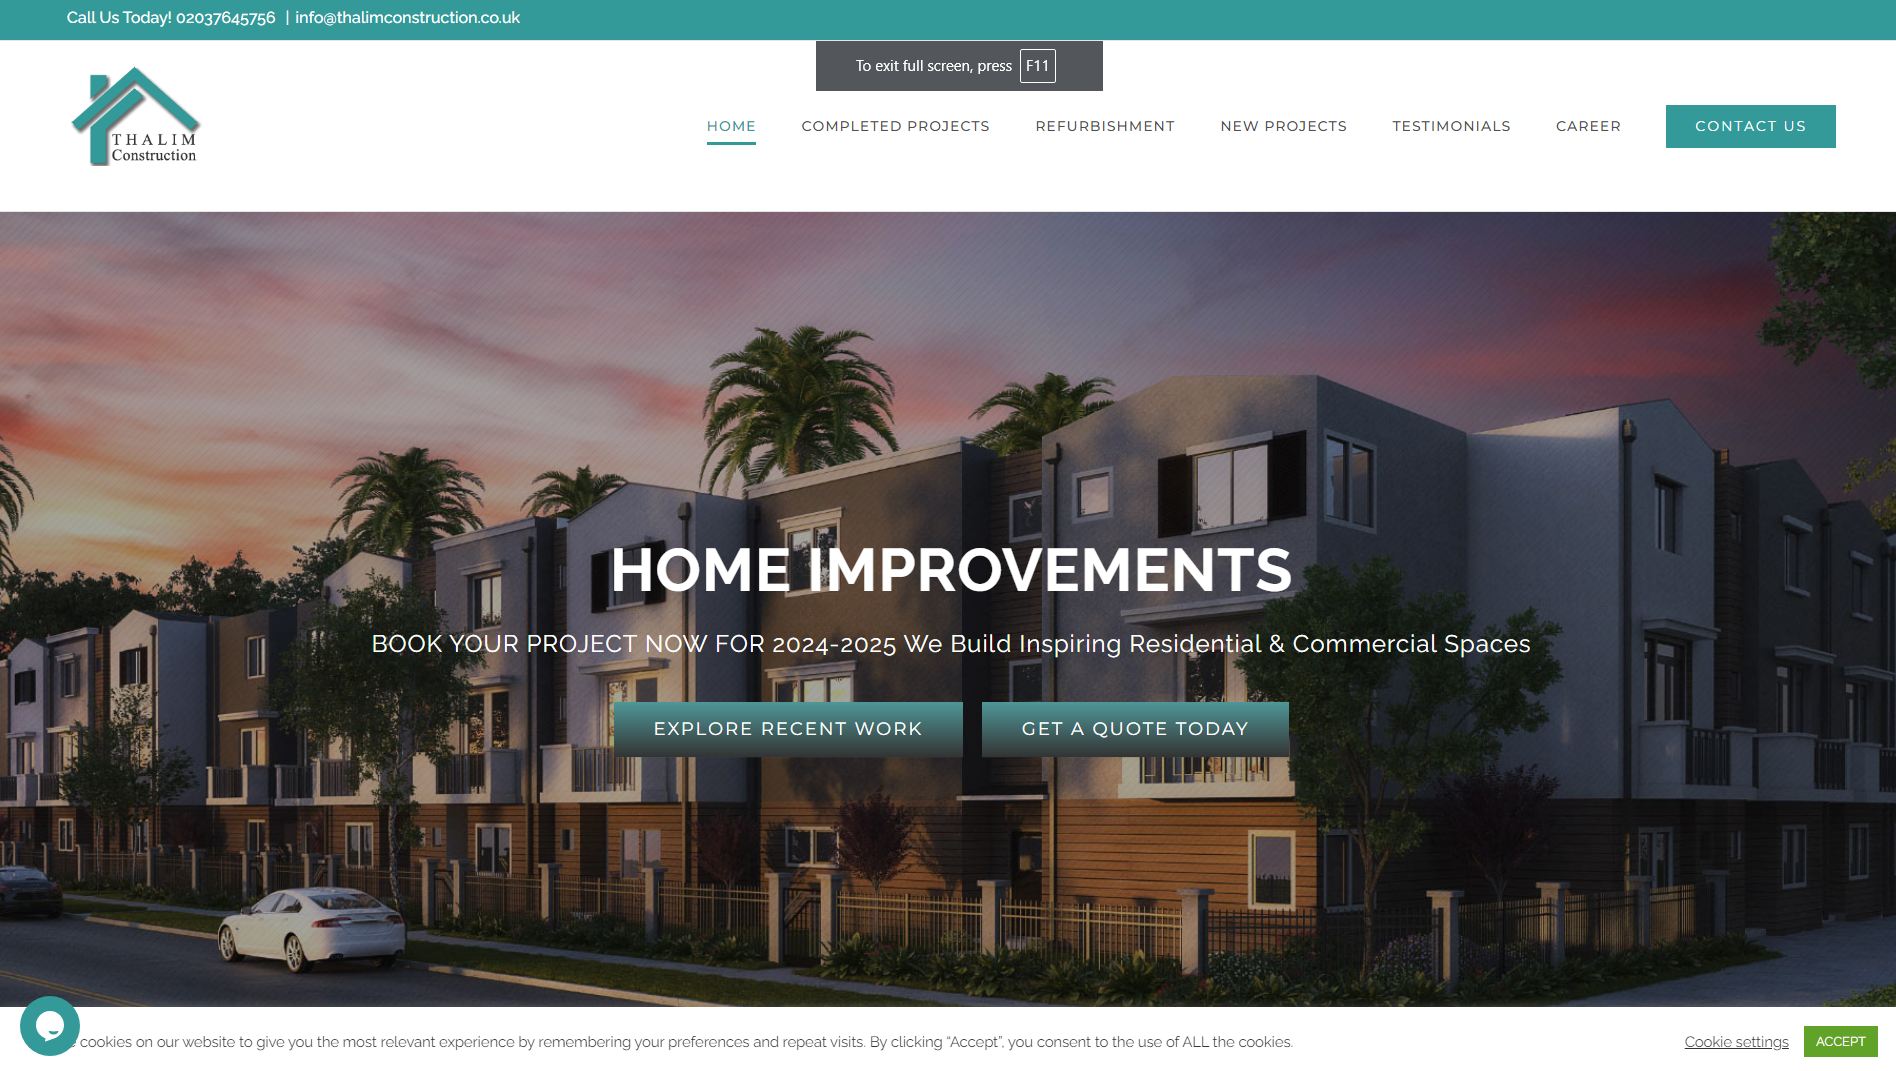 Call Us Today! 02037645756 | info@thalimconstruction.co.uk
To exit full screen, press F11
THALIM
Construction
HOME COMPLETED PROJECTS REFURBISHMENT NEW PROJECTS TESTIMONIALS CAREER CONTACT US
HOME IMPROVEMENTS
BOOK YOUR PROJECT NOW FOR 2024-2025 We Build Inspiring Residential & Commercial Spaces
EXPLORE RECENT WORK GET A QUOTE TODAY
cookies on our website to give you the most relevant experience by remembering your preferences and repeat visits. By clicking “Accept”, you consent to the use of ALL the cookies. Cookie settings ACCEPT